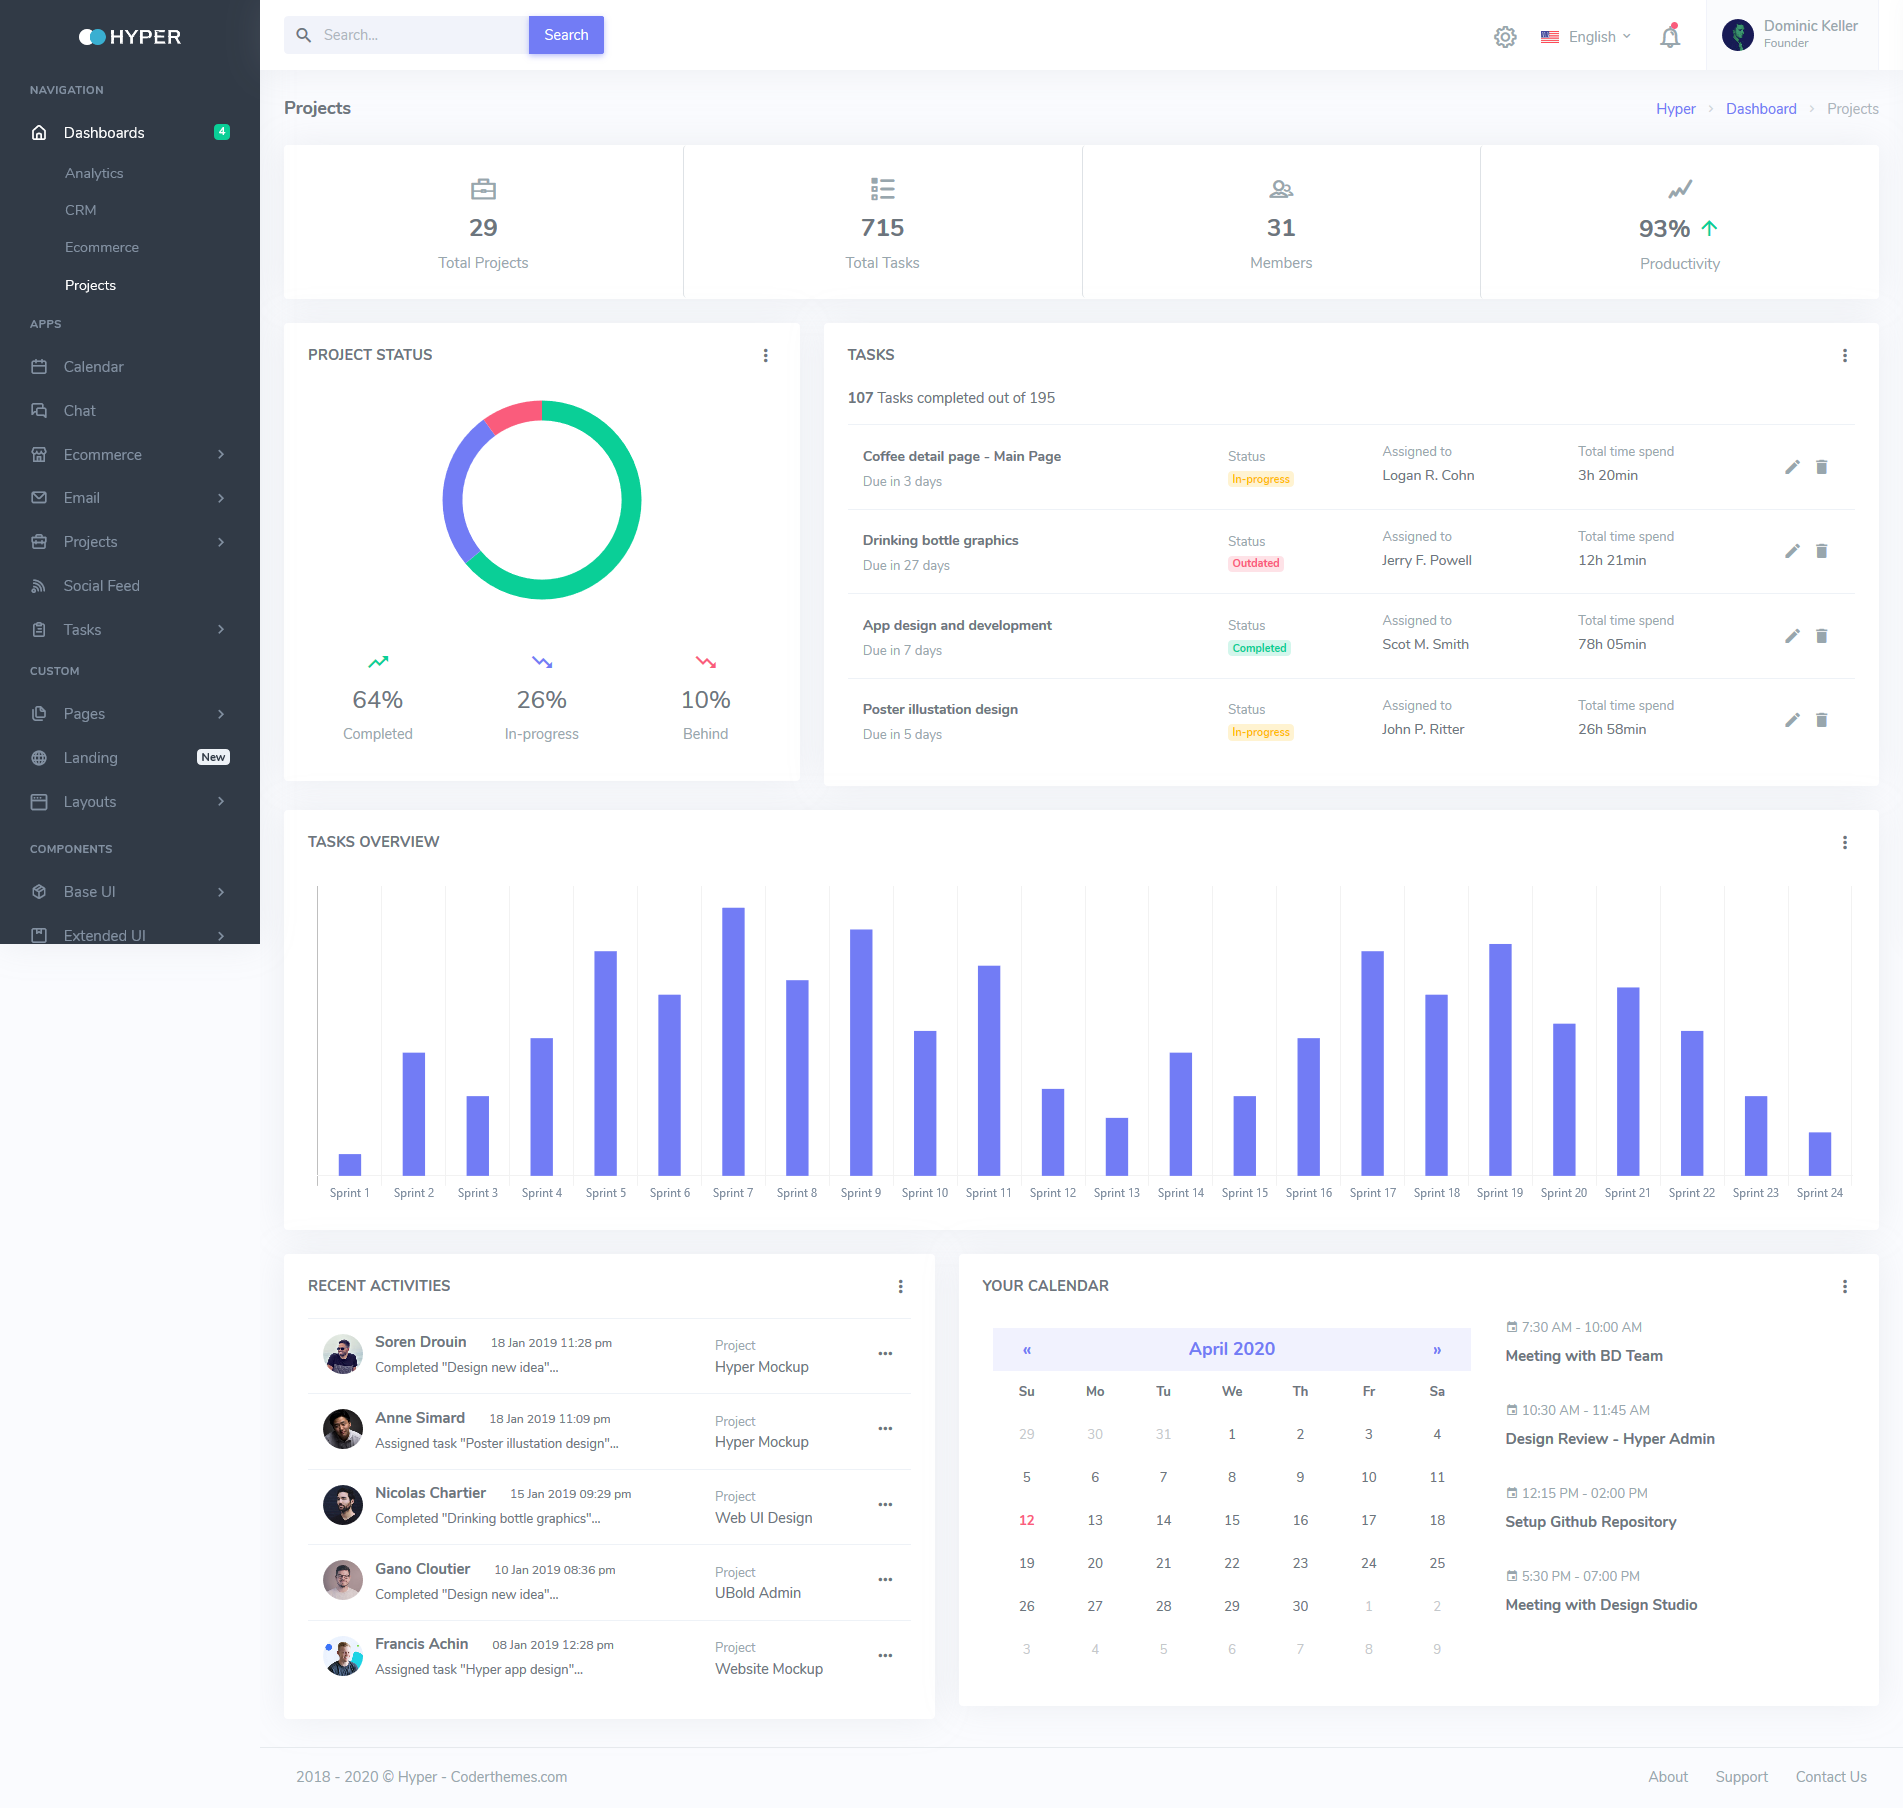 HYPER
Search...
Search
English
Dominic Keller
Founder
NAVIGATION
Dashboards
4
Analytics
CRM
Ecommerce
Projects
APPS
Calendar
Chat
Ecommerce
Email
Projects
Social Feed
Tasks
CUSTOM
Pages
Landing
New
Layouts
COMPONENTS
Base UI
Extended UI
Projects
Hyper > Dashboard > Projects
29
Total Projects
715
Total Tasks
31
Members
93%
Productivity
PROJECT STATUS
64%
Completed
26%
In-progress
10%
Behind
TASKS
107 Tasks completed out of 195
Coffee detail page - Main Page
Due in 3 days
Status
In-progress
Assigned to
Logan R. Cohn
Total time spend
3h 20min
Drinking bottle graphics
Due in 27 days
Status
Outdated
Assigned to
Jerry F. Powell
Total time spend
12h 21min
App design and development
Due in 7 days
Status
Completed
Assigned to
Scot M. Smith
Total time spend
78h 05min
Poster illustation design
Due in 5 days
Status
In-progress
Assigned to
John P. Ritter
Total time spend
26h 58min
TASKS OVERVIEW
Sprint 1 Sprint 2 Sprint 3 Sprint 4 Sprint 5 Sprint 6 Sprint 7 Sprint 8 Sprint 9 Sprint 10 Sprint 11 Sprint 12 Sprint 13 Sprint 14 Sprint 15 Sprint 16 Sprint 17 Sprint 18 Sprint 19 Sprint 20 Sprint 21 Sprint 22 Sprint 23 Sprint 24
RECENT ACTIVITIES
Soren Drouin 18 Jan 2019 11:28 pm
Completed "Design new idea"...
Project
Hyper Mockup
Anne Simard 18 Jan 2019 11:09 pm
Assigned task "Poster illustation design"...
Project
Hyper Mockup
Nicolas Chartier 15 Jan 2019 09:29 pm
Completed "Drinking bottle graphics"...
Project
Web UI Design
Gano Cloutier 10 Jan 2019 08:36 pm
Completed "Design new idea"...
Project
UBold Admin
Francis Achin 08 Jan 2019 12:28 pm
Assigned task "Hyper app design"...
Project
Website Mockup
YOUR CALENDAR
« April 2020 »
Su Mo Tu We Th Fr Sa
29 30 31 1 2 3 4
5 6 7 8 9 10 11
12 13 14 15 16 17 18
19 20 21 22 23 24 25
26 27 28 29 30 1 2
3 4 5 6 7 8 9
7:30 AM - 10:00 AM
Meeting with BD Team
10:30 AM - 11:45 AM
Design Review - Hyper Admin
12:15 PM - 02:00 PM
Setup Github Repository
5:30 PM - 07:00 PM
Meeting with Design Studio
2018 - 2020 © Hyper - Coderthemes.com
About Support Contact Us